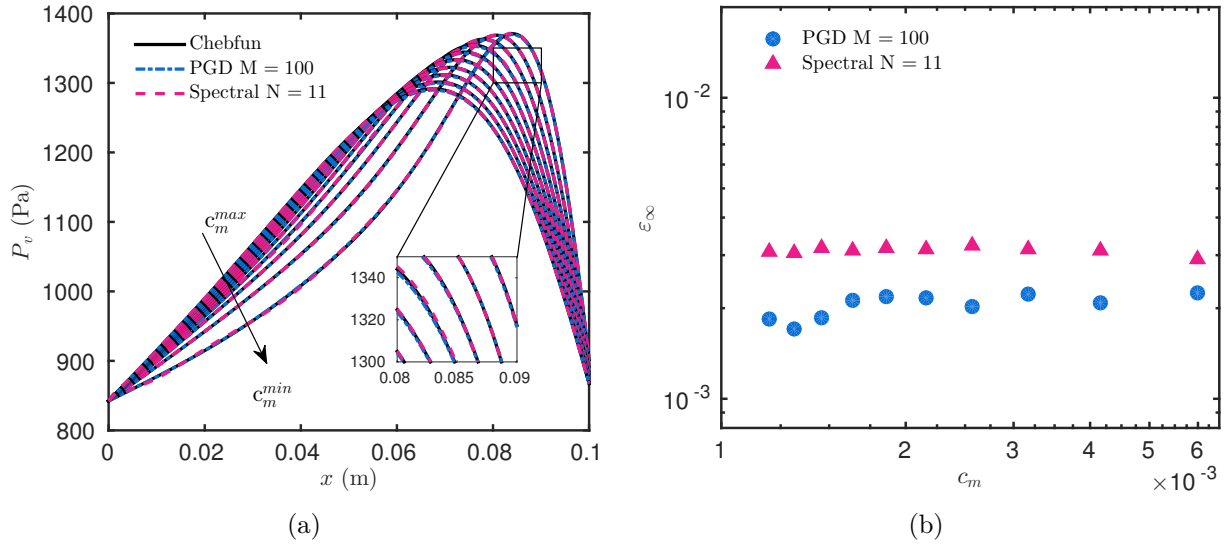 1400
1300
1200
1100
1000
900
800
P_v (Pa)
Chebfun
PGD M = 100
Spectral N = 11
c_m^{max}
c_m^{min}
1340
1320
1300
0.08 0.085 0.09
0 0.02 0.04 0.06 0.08 0.1
x (m)
(a)
10^{-2}
10^{-3}
ε_∞
PGD M = 100
Spectral N = 11
1 2 3 4 5 6
c_m
×10^{-3}
(b)